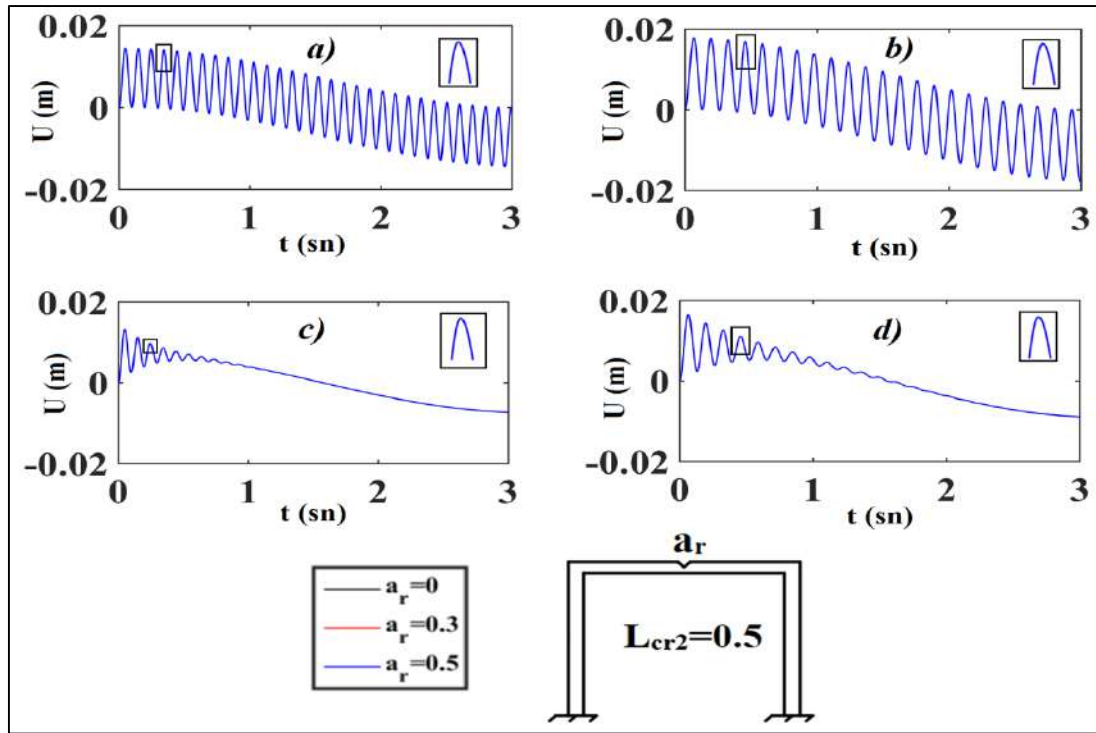 a)
0.02
0
-0.02
U (m)
0 1 2 3
t (sn)
b)
0.02
0
-0.02
U (m)
0 1 2 3
t (sn)
c)
0.02
0
-0.02
U (m)
0 1 2 3
t (sn)
d)
0.02
0
-0.02
U (m)
0 1 2 3
t (sn)
a_r=0
a_r=0.3
a_r=0.5
a_r
L_cr2=0.5